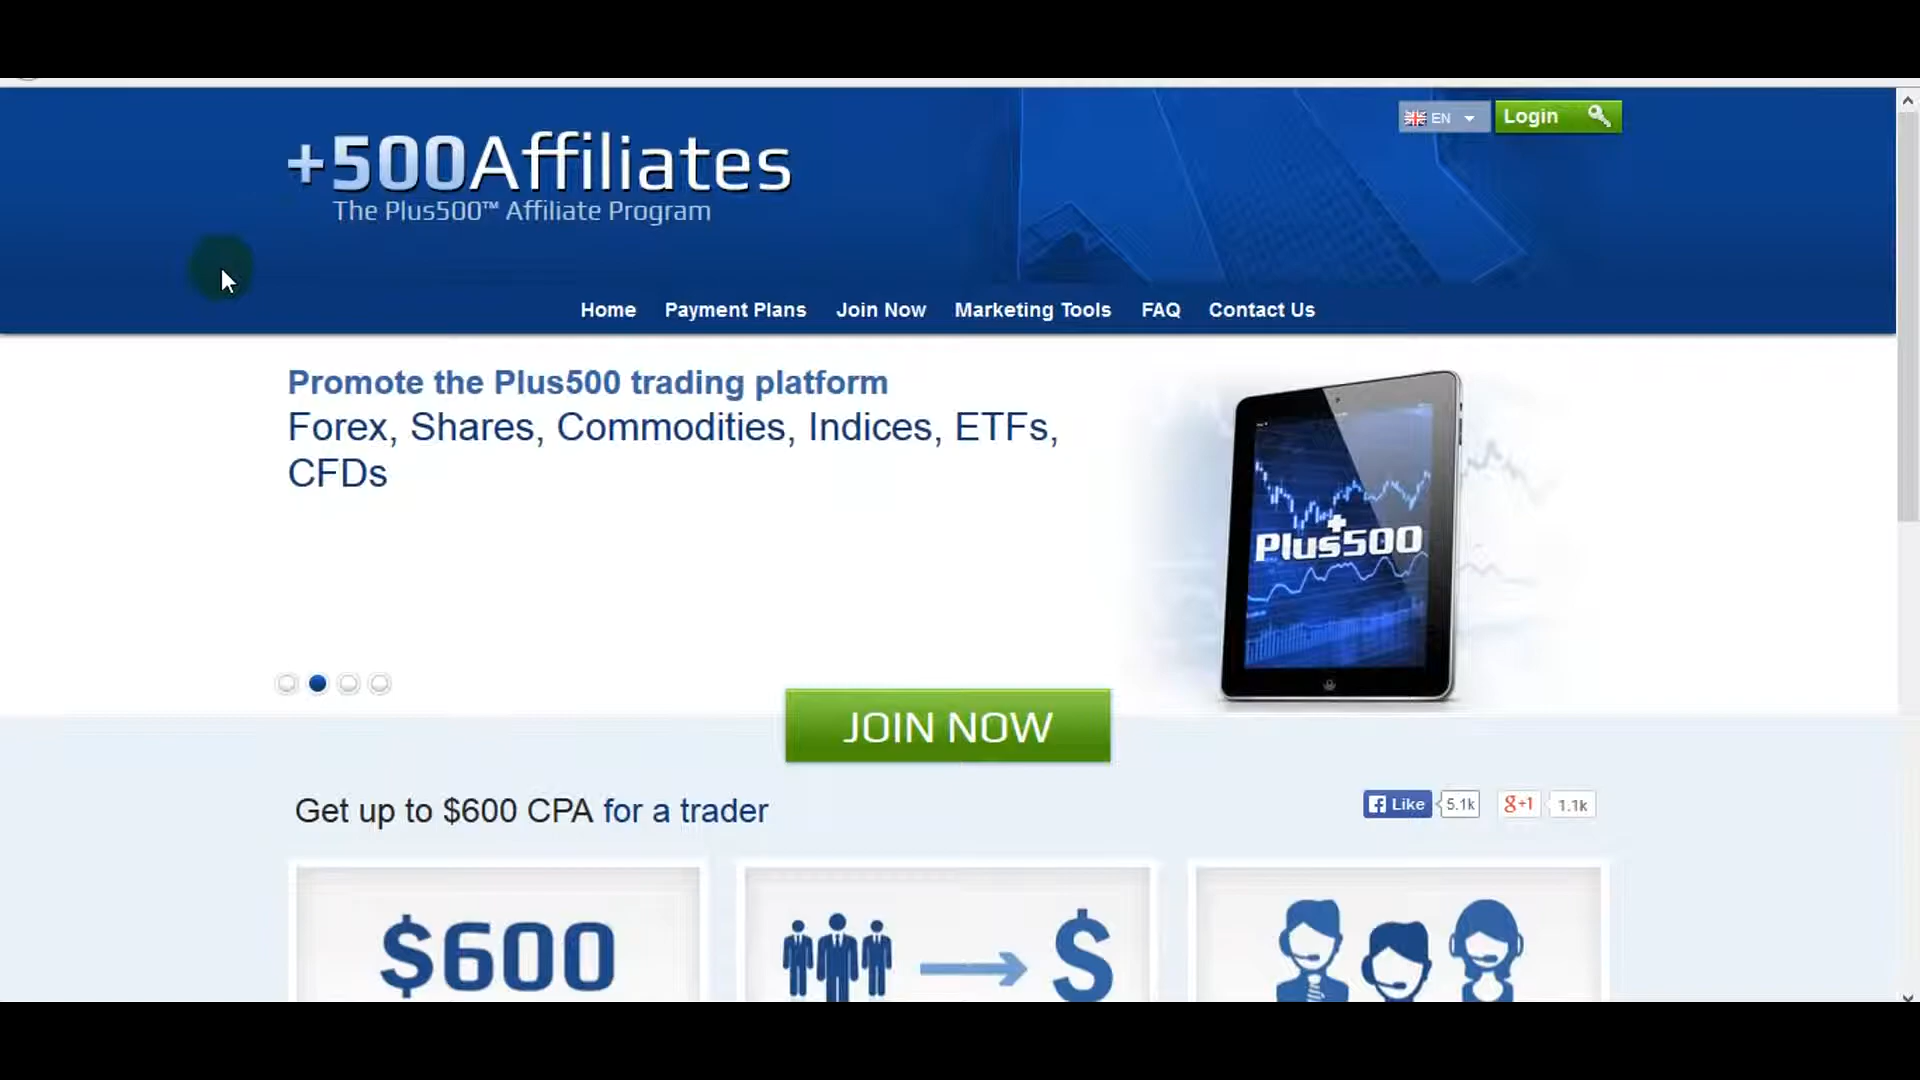 EN
Login
+500Affiliates
The Plus500™ Affiliate Program
Home Payment Plans Join Now Marketing Tools FAQ Contact Us
Promote the Plus500 trading platform
Forex, Shares, Commodities, Indices, ETFs,
CFDs
Plus500
JOIN NOW
Get up to $600 CPA for a trader
Like 5.1k g+1 1.1k
$600 $